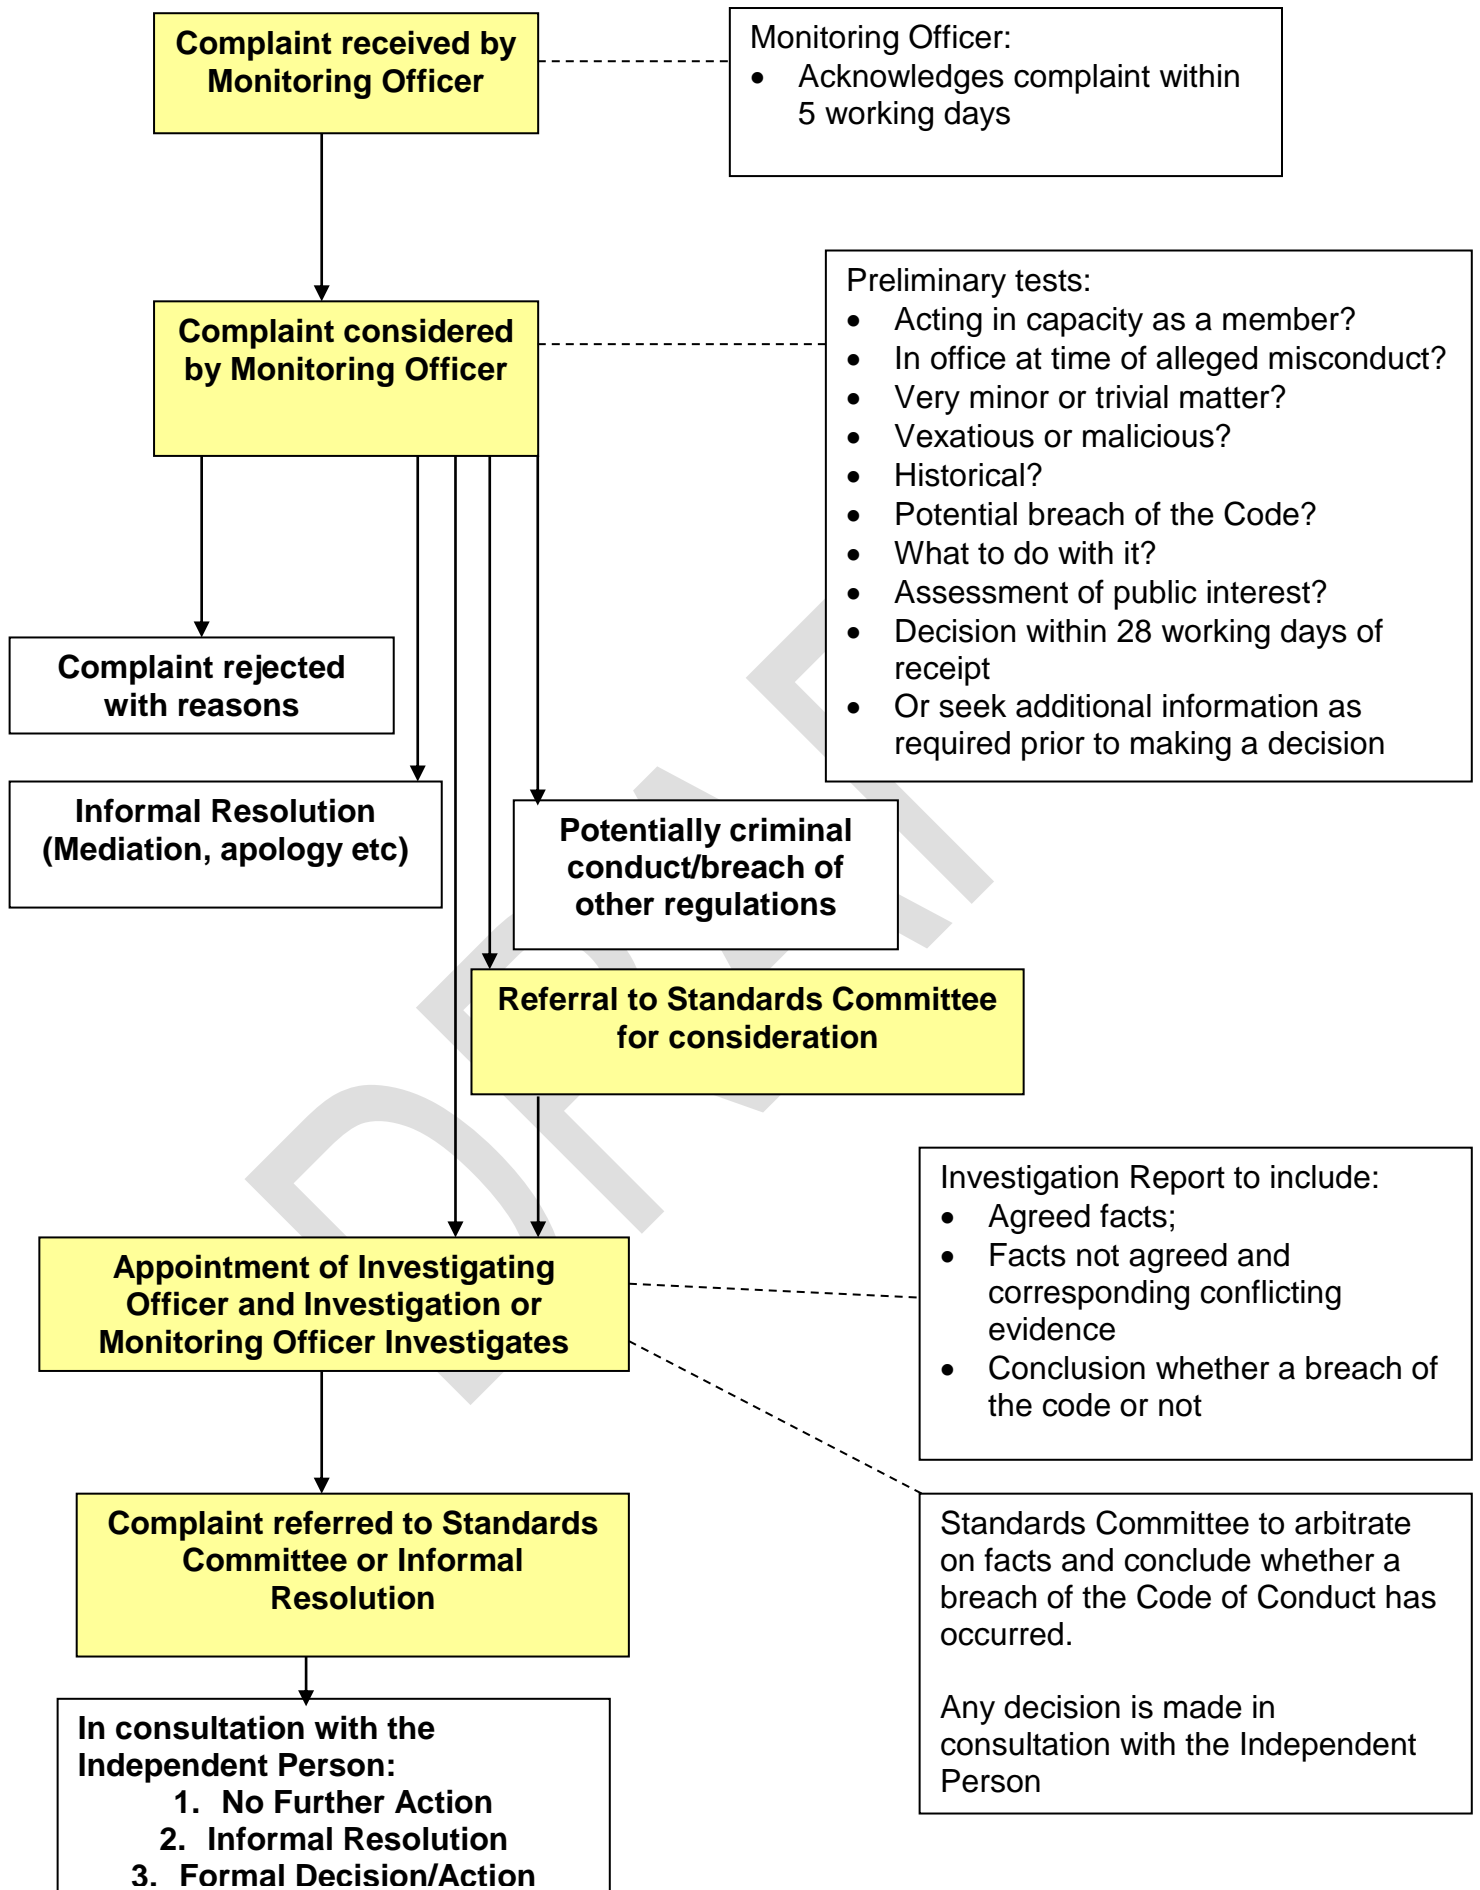 Complaint received by
Monitoring Officer
Monitoring Officer:
• Acknowledges complaint within
5 working days
Complaint considered
by Monitoring Officer
Preliminary tests:
• Acting in capacity as a member?
• In office at time of alleged misconduct?
• Very minor or trivial matter?
• Vexatious or malicious?
• Historical?
• Potential breach of the Code?
• What to do with it?
• Assessment of public interest?
• Decision within 28 working days of
receipt
• Or seek additional information as
required prior to making a decision
Complaint rejected
with reasons
Informal Resolution
(Mediation, apology etc)
Potentially criminal
conduct/breach of
other regulations
Referral to Standards Committee
for consideration
Appointment of Investigating
Officer and Investigation or
Monitoring Officer Investigates
Investigation Report to include:
• Agreed facts;
• Facts not agreed and
corresponding conflicting
evidence
• Conclusion whether a breach of
the code or not
Complaint referred to Standards
Committee or Informal
Resolution
Standards Committee to arbitrate
on facts and conclude whether a
breach of the Code of Conduct has
occurred.
Any decision is made in
consultation with the Independent
Person
In consultation with the
Independent Person:
1. No Further Action
2. Informal Resolution
3. Formal Decision/Action
DRAFT